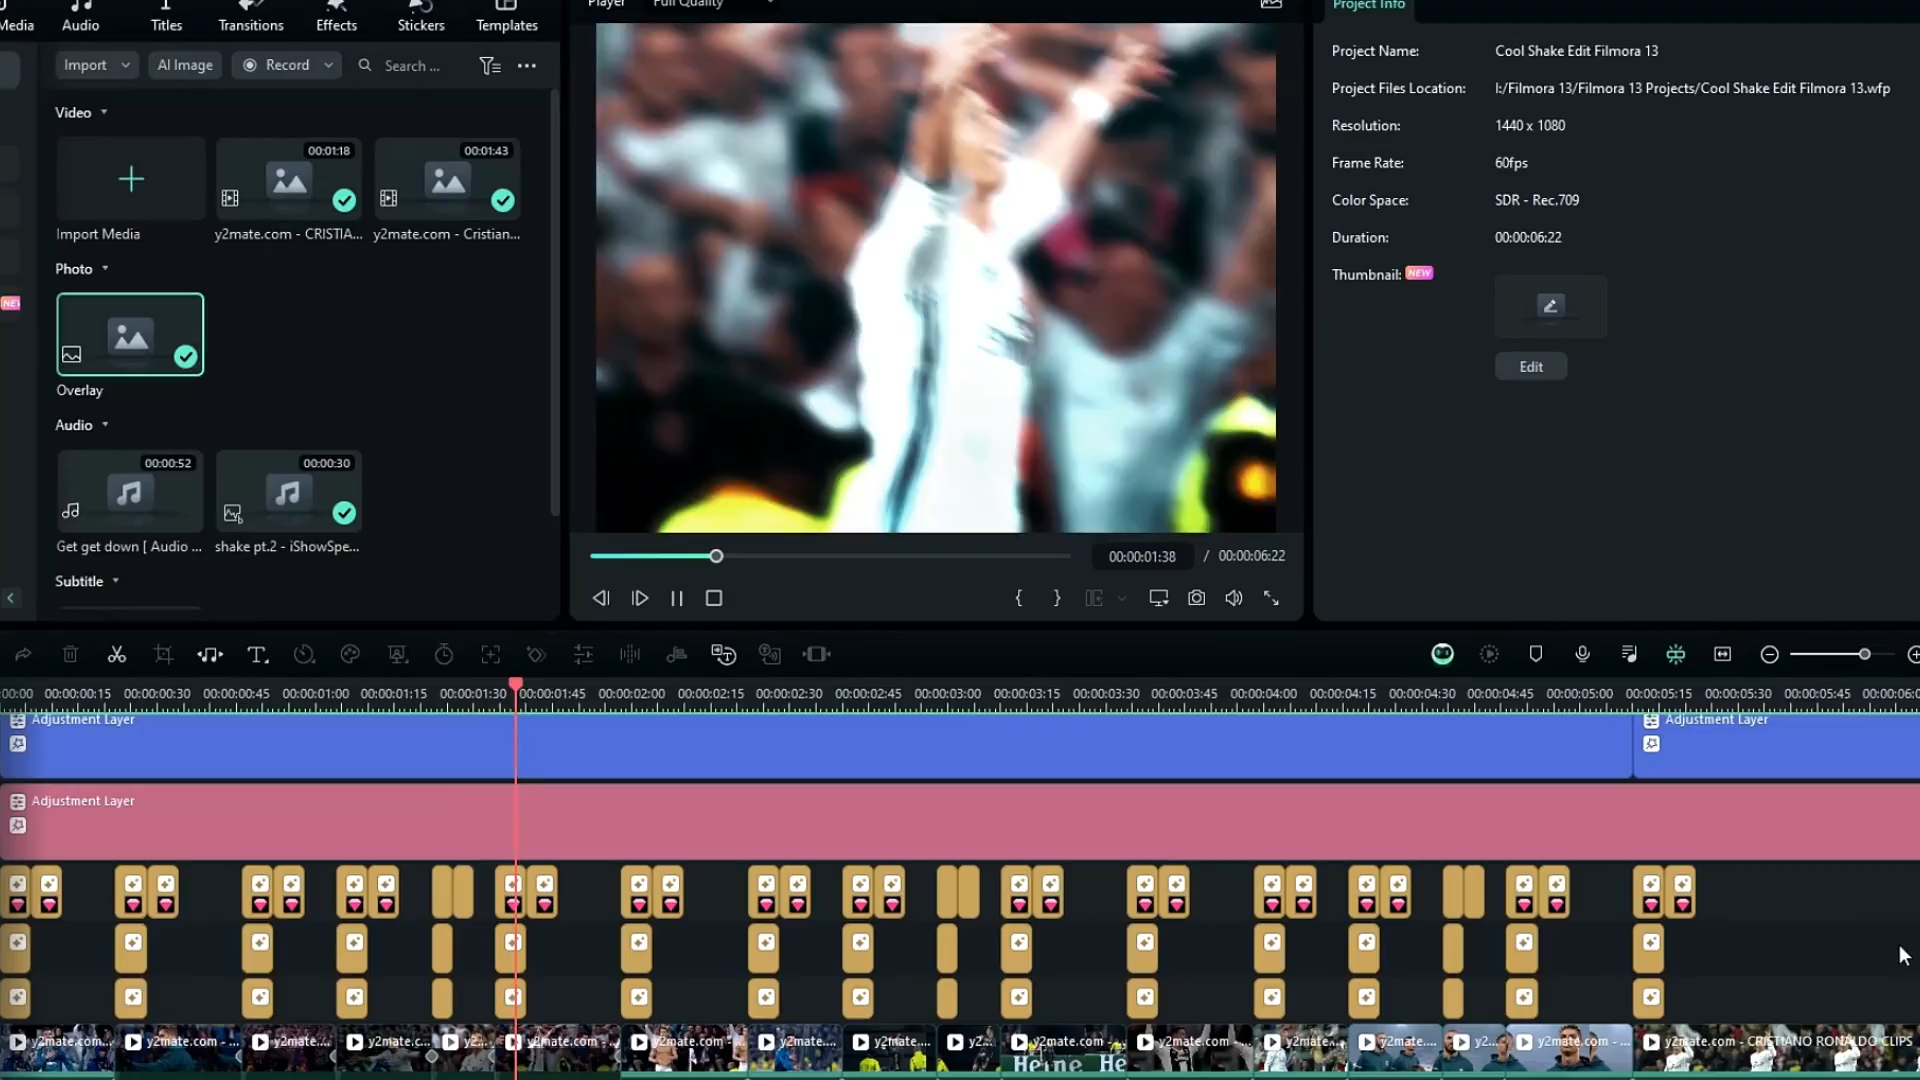 Media Audio Titles Transitions Effects Stickers Templates
Player Full Quality
Project Info
Import AI Image Record Search ...
Video
00:01:18 00:01:43
Import Media y2mate.com - CRISTIA... y2mate.com - Cristian...
Photo
Overlay
Audio
00:00:52 00:00:30
Get get down [ Audio ... shake pt.2 - iShowSpe...
Subtitle
NEW
00:00:01:38 / 00:00:06:22
Project Name: Cool Shake Edit Filmora 13
Project Files Location: I:/Filmora 13/Filmora 13 Projects/Cool Shake Edit Filmora 13.wfp
Resolution: 1440 x 1080
Frame Rate: 60fps
Color Space: SDR - Rec.709
Duration: 00:00:06:22
Thumbnail: NEW
Edit
:00:00 00:00:00:15 00:00:00:30 00:00:00:45 00:00:01:00 00:00:01:15 00:00:01:30 00:00:01:45 00:00:02:00 00:00:02:15 00:00:02:30 00:00:02:45 00:00:03:00 00:00:03:15 00:00:03:30 00:00:03:45 00:00:04:00 00:00:04:15 00:00:04:30 00:00:04:45 00:00:05:00 00:00:05:15 00:00:05:30 00:00:05:45 00:00:06:0
Adjustment Layer Adjustment Layer
Adjustment Layer
y2mate.com... y2mate.com - ... y2mate.... y2mate.c... y2... y2mate.com - ... y2mate.com - ... y2mate.... y2mate.... y2... y2mate.com - ... y2mate.com - ... y2mate.... y2mate.... y2... y2mate.com - ... y2mate.com - CRISTIANO RONALDO CLIPS
Heine He